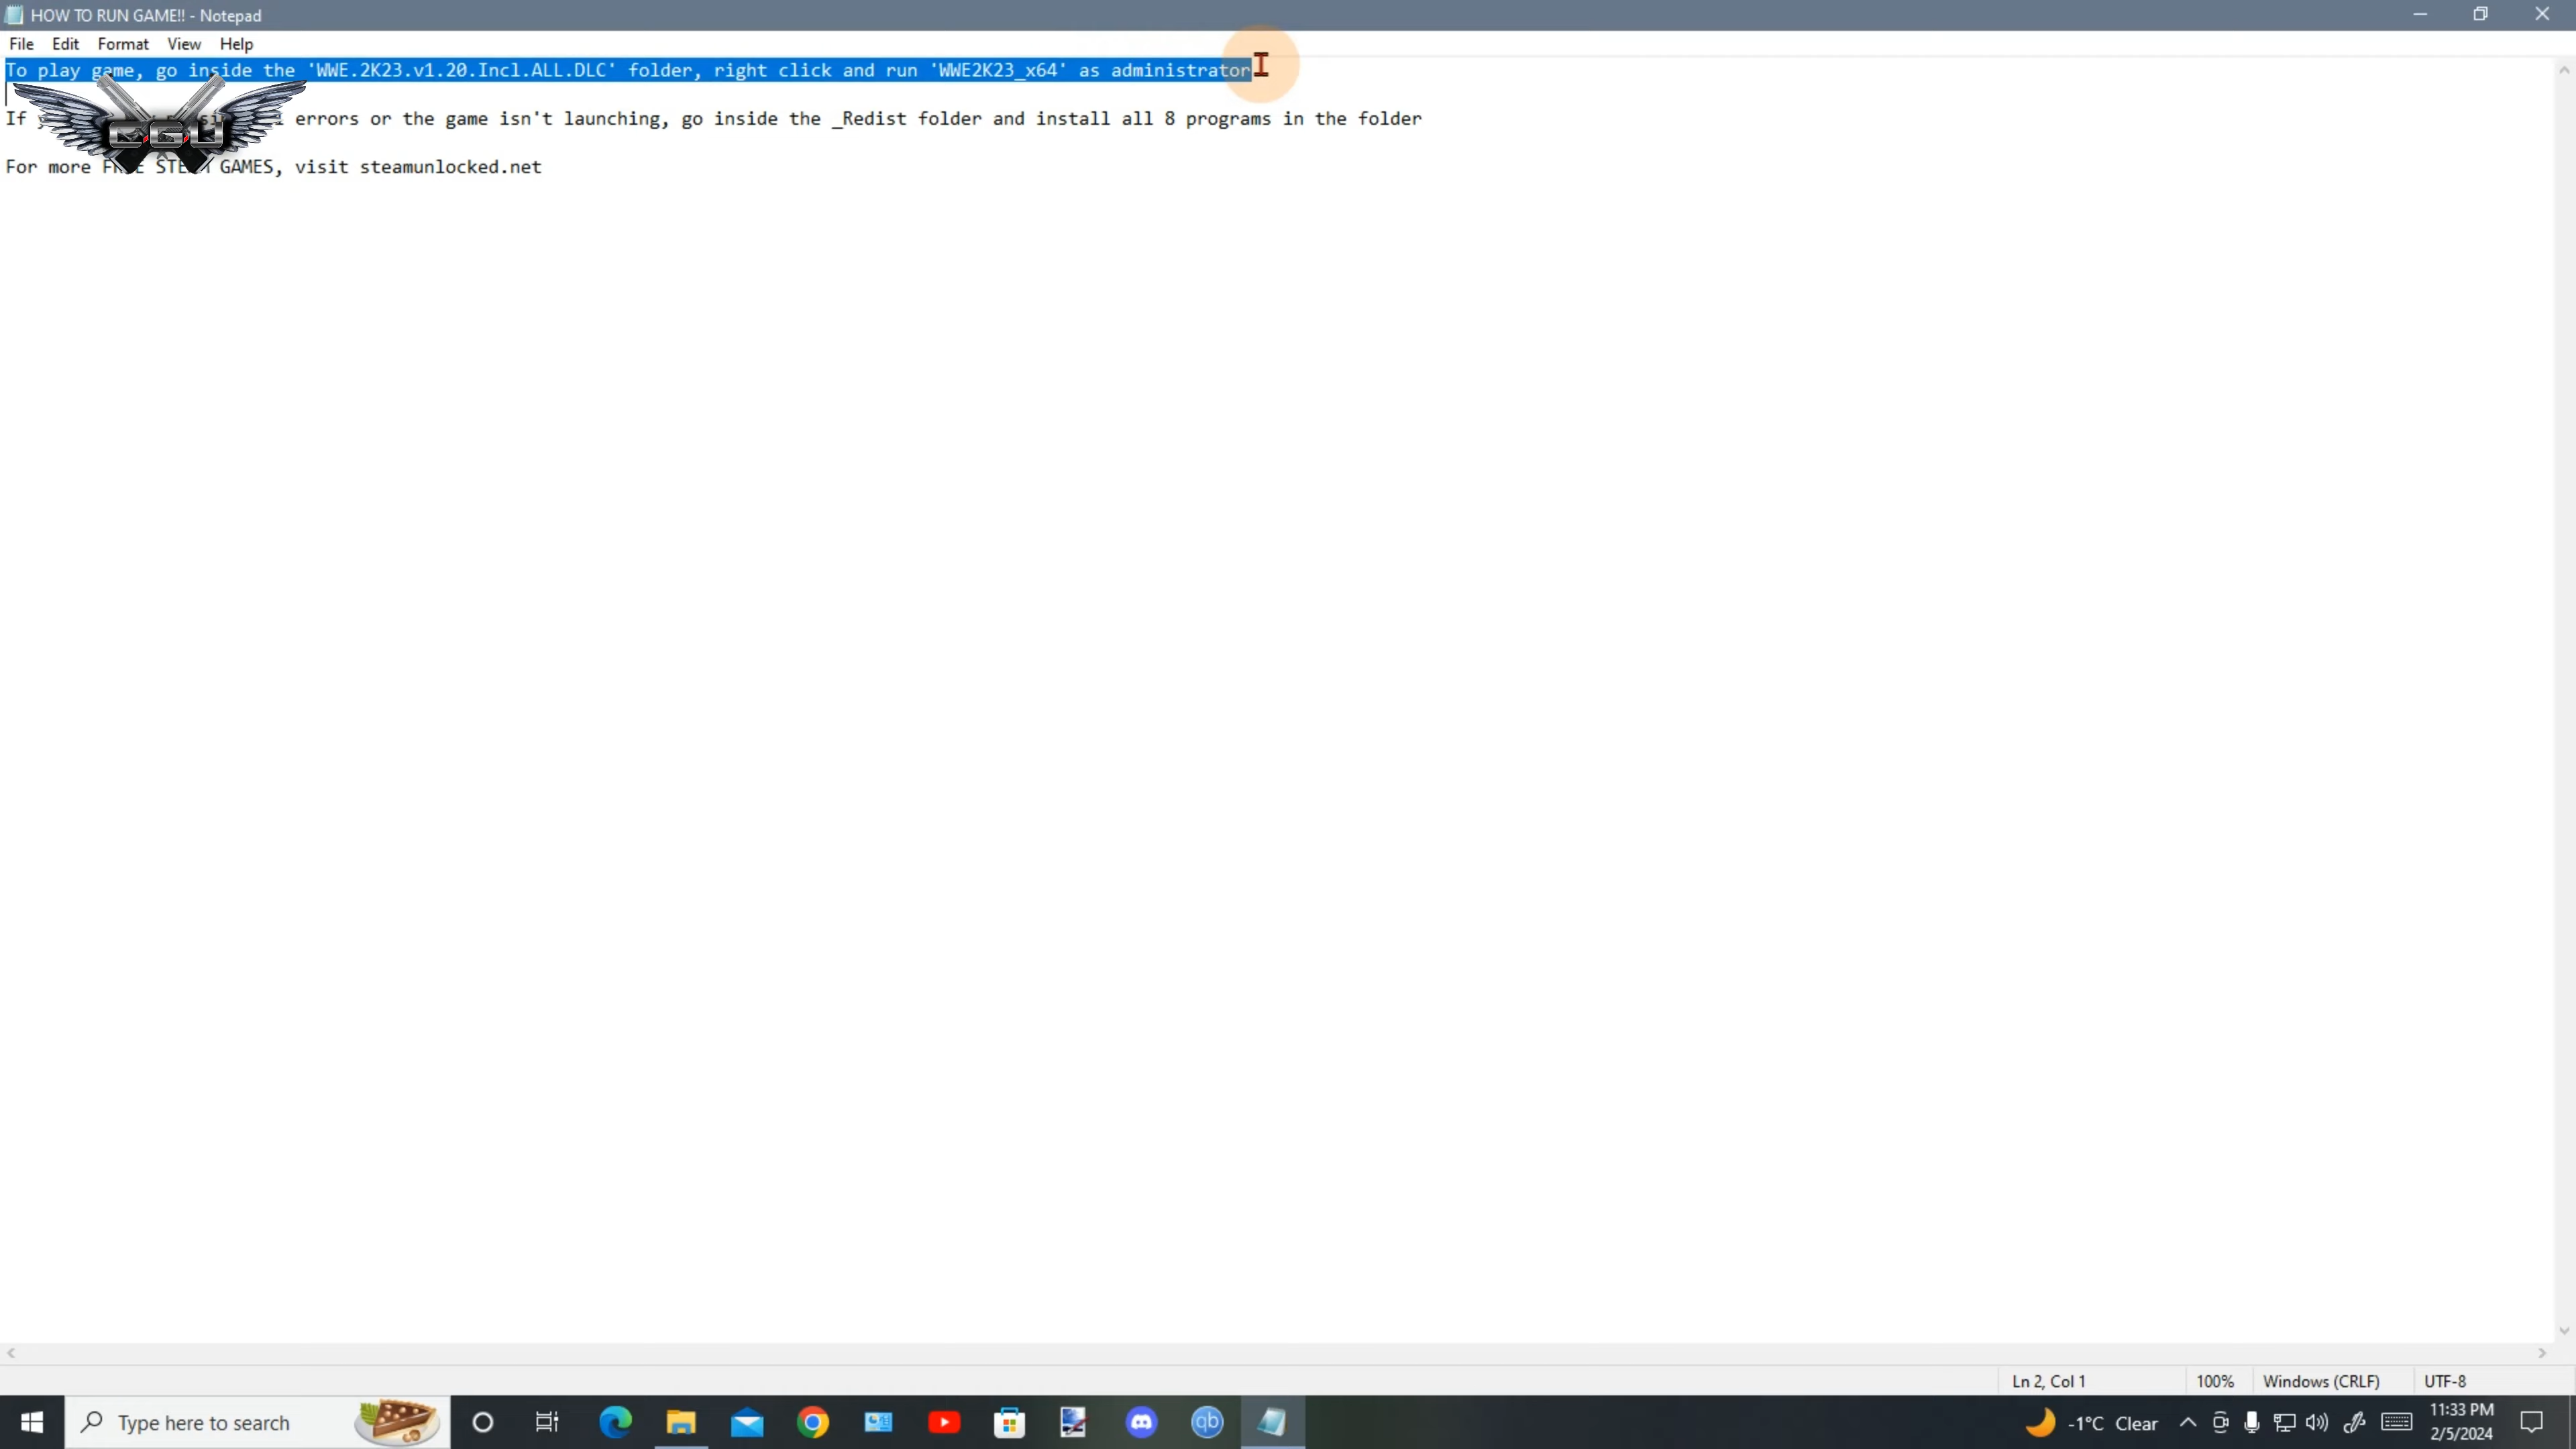 HOW TO RUN GAME!! - Notepad
File Edit Format View Help
To play game, go inside the 'WWE.2K23.v1.20.Incl.ALL.DLC' folder, right click and run 'WWE2K23_x64' as administrator
If errors or the game isn't launching, go inside the _Redist folder and install all 8 programs in the folder
C.G.U
For more FREE STEAM GAMES, visit steamunlocked.net
Ln 2, Col 1 100% Windows (CRLF) UTF-8
Type here to search
qb
-1°C Clear
11:33 PM
2/5/2024